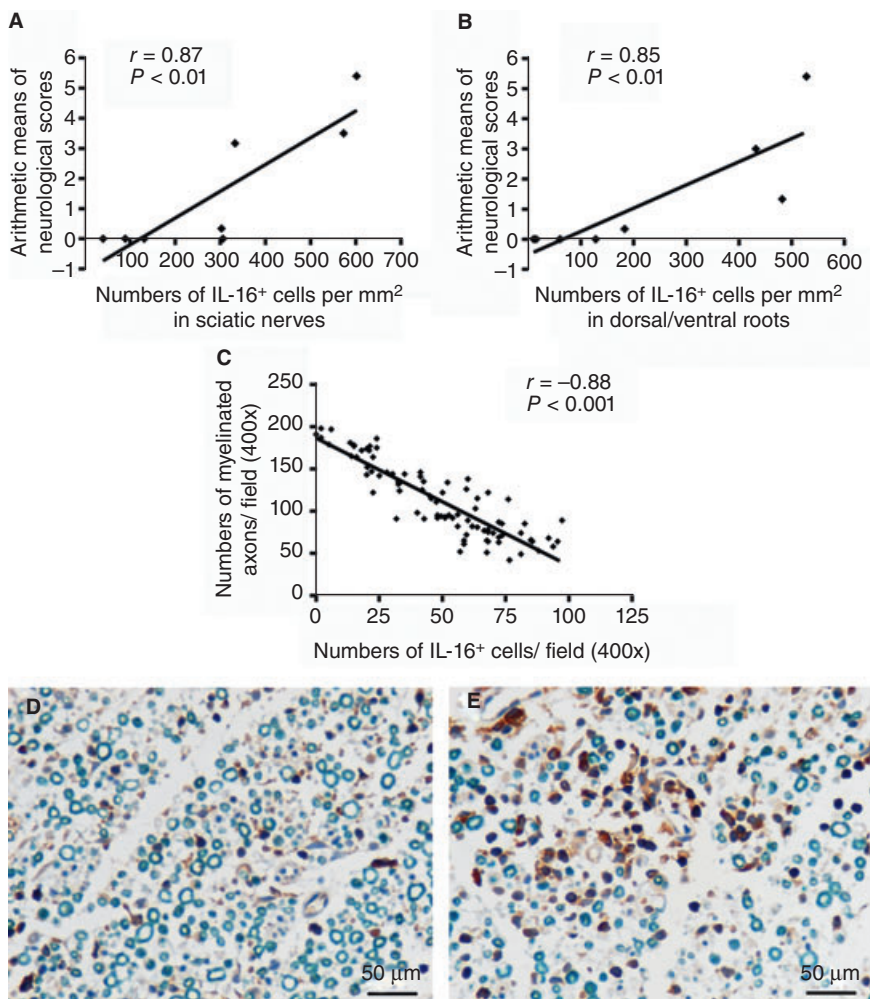 A
r = 0.87
P < 0.01
6
5
4
3
2
1
0
−1
100 200 300 400 500 600 700
Arithmetic means of
neurological scores
Numbers of IL-16⁺ cells per mm²
in sciatic nerves
B
r = 0.85
P < 0.01
6
5
4
3
2
1
0
−1
100 200 300 400 500 600
Arithmetic means of
neurological scores
Numbers of IL-16⁺ cells per mm²
in dorsal/ventral roots
C
r = −0.88
P < 0.001
250
200
150
100
50
0
0 25 50 75 100 125
Numbers of myelinated
axons/ field (400x)
Numbers of IL-16⁺ cells/ field (400x)
D
50 μm
E
50 μm